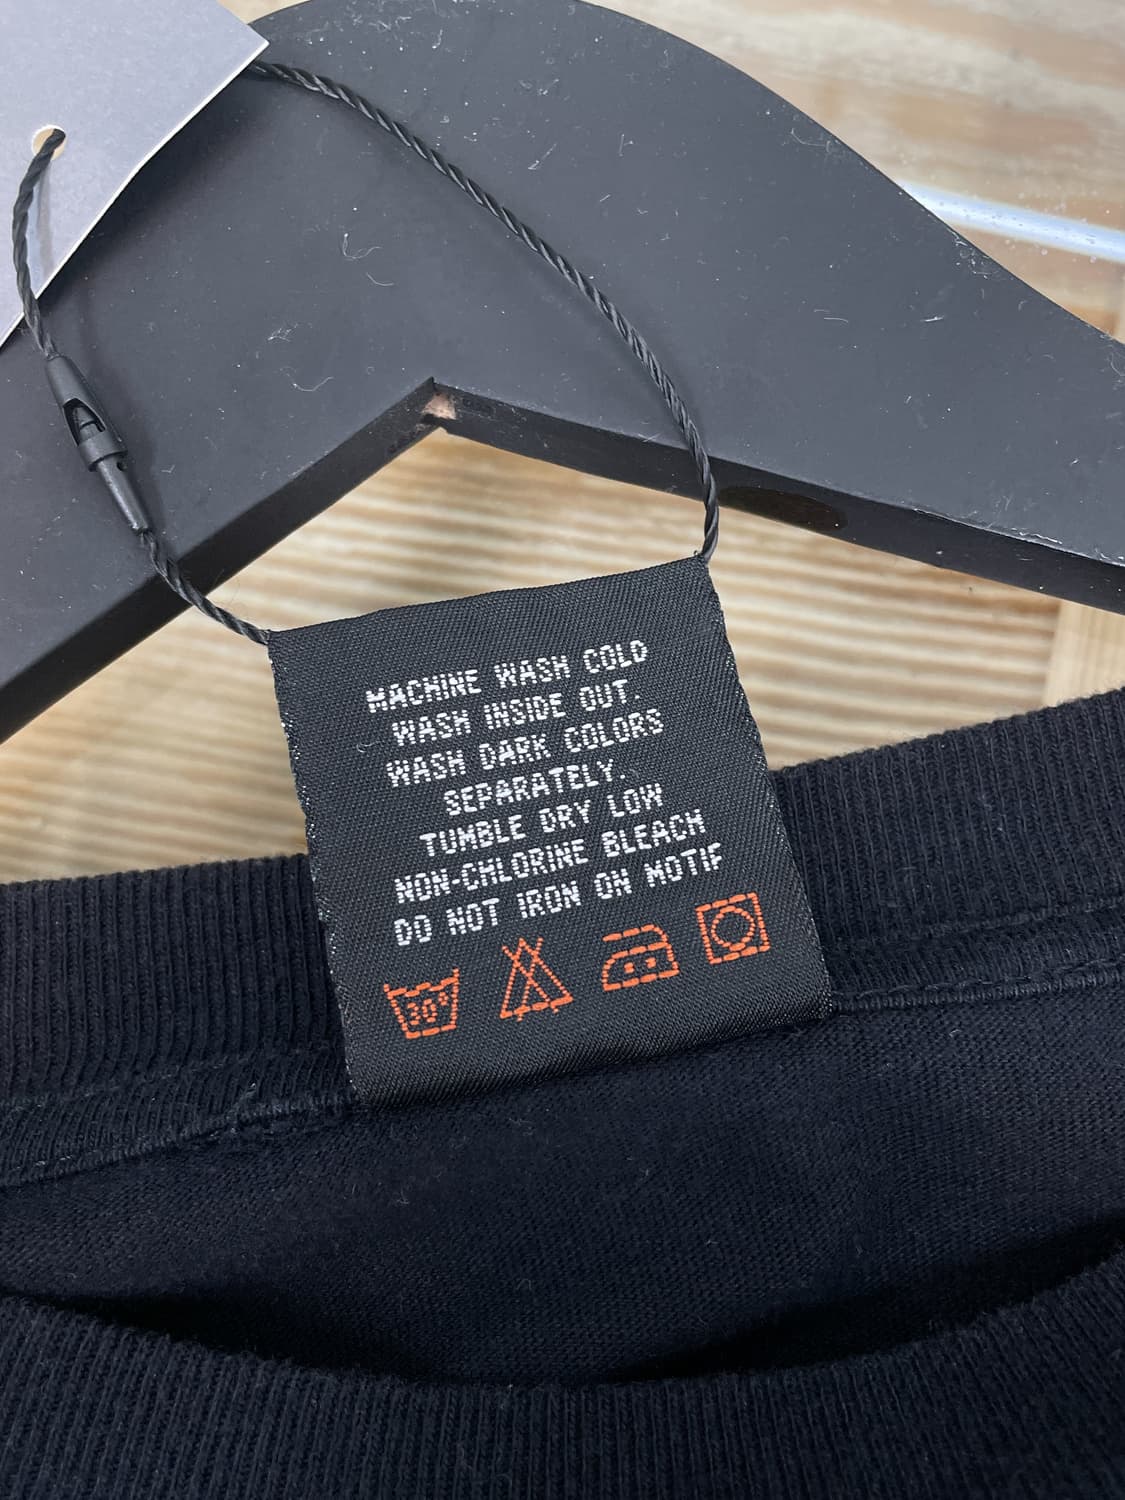 MACHINE WASH COLD
WASH INSIDE OUT.
WASH DARK COLORS
SEPARATELY.
TUMBLE DRY LOW
NON-CHLORINE BLEACH
DO NOT IRON ON MOTIF
30°